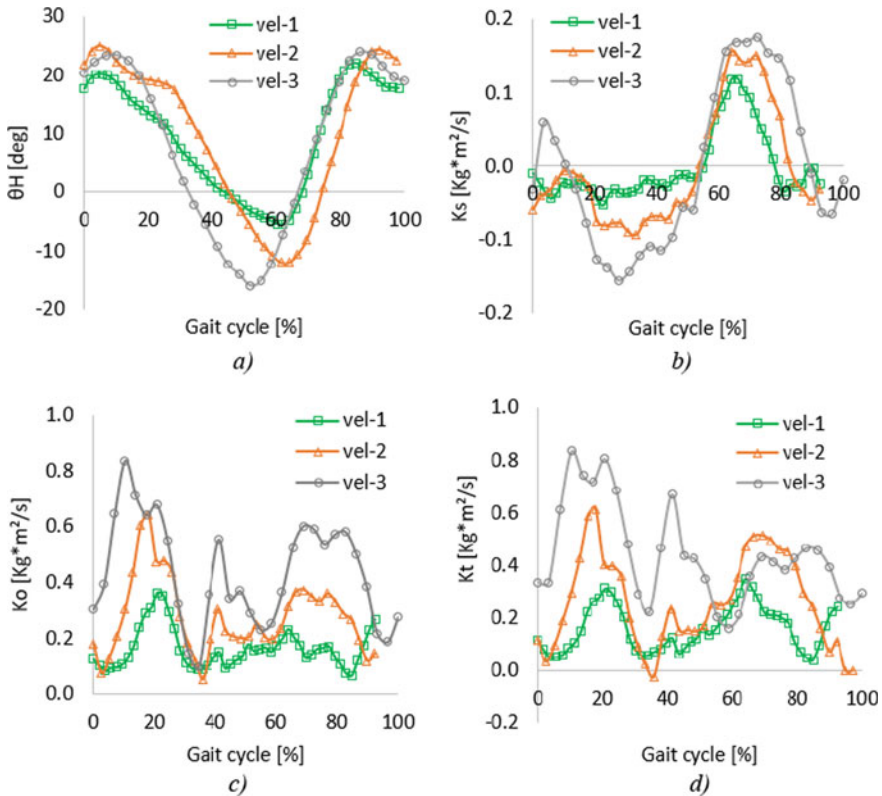 30
20
10
0
-10
-20
θH [deg]
0 20 40 60 80 100
vel-1
vel-2
vel-3
Gait cycle [%]
a)
0.2
0.1
0.0
-0.1
-0.2
Ks [Kg*m²/s]
0 20 40 60 80 100
vel-1
vel-2
vel-3
Gait cycle [%]
b)
1.0
0.8
0.6
0.4
0.2
0.0
Ko [Kg*m²/s]
0 20 40 60 80 100
vel-1
vel-2
vel-3
Gait cycle [%]
c)
1.0
0.8
0.6
0.4
0.2
0.0
-0.2
Kt [Kg*m²/s]
0 20 40 60 80 100
vel-1
vel-2
vel-3
Gait cycle [%]
d)